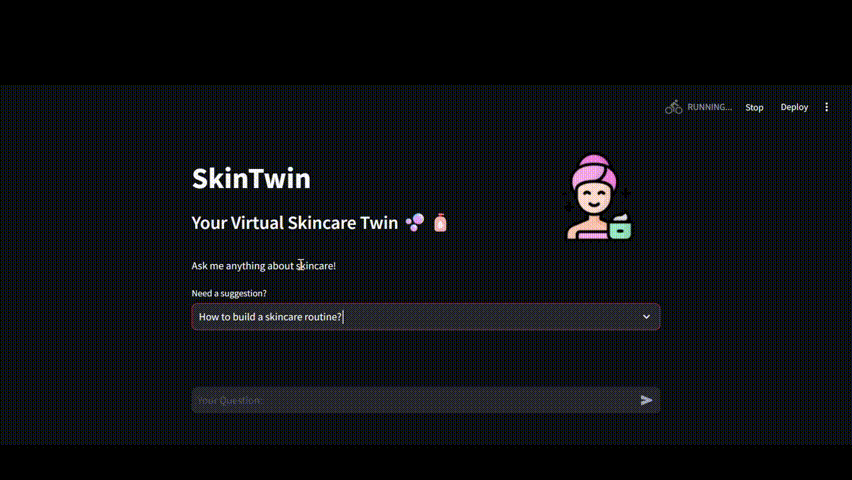 RUNNING... Stop Deploy
SkinTwin
Your Virtual Skincare Twin
Ask me anything about skincare!
Need a suggestion?
How to build a skincare routine?
Your Question: